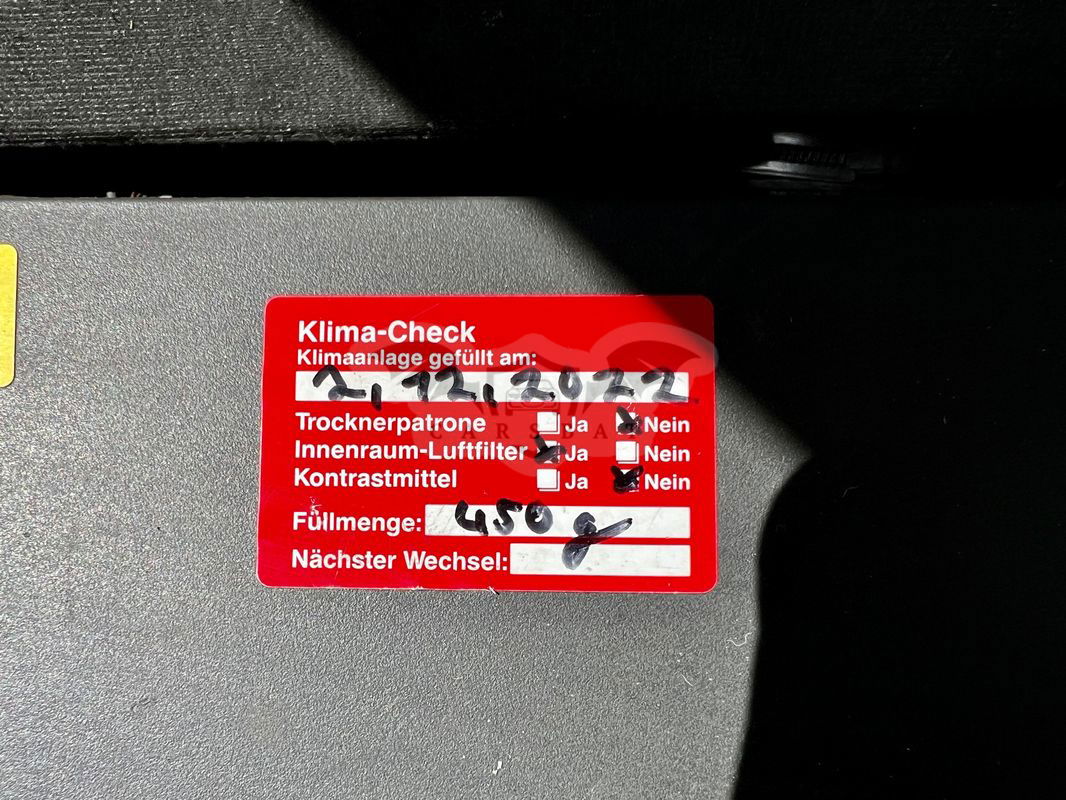 Klima-Check
Klimaanlage gefüllt am:
2,12,2022
Trocknerpatrone Ja Nein
Innenraum-Luftfilter Ja Nein
Kontrastmittel Ja Nein
Füllmenge: 450 g
Nächster Wechsel: